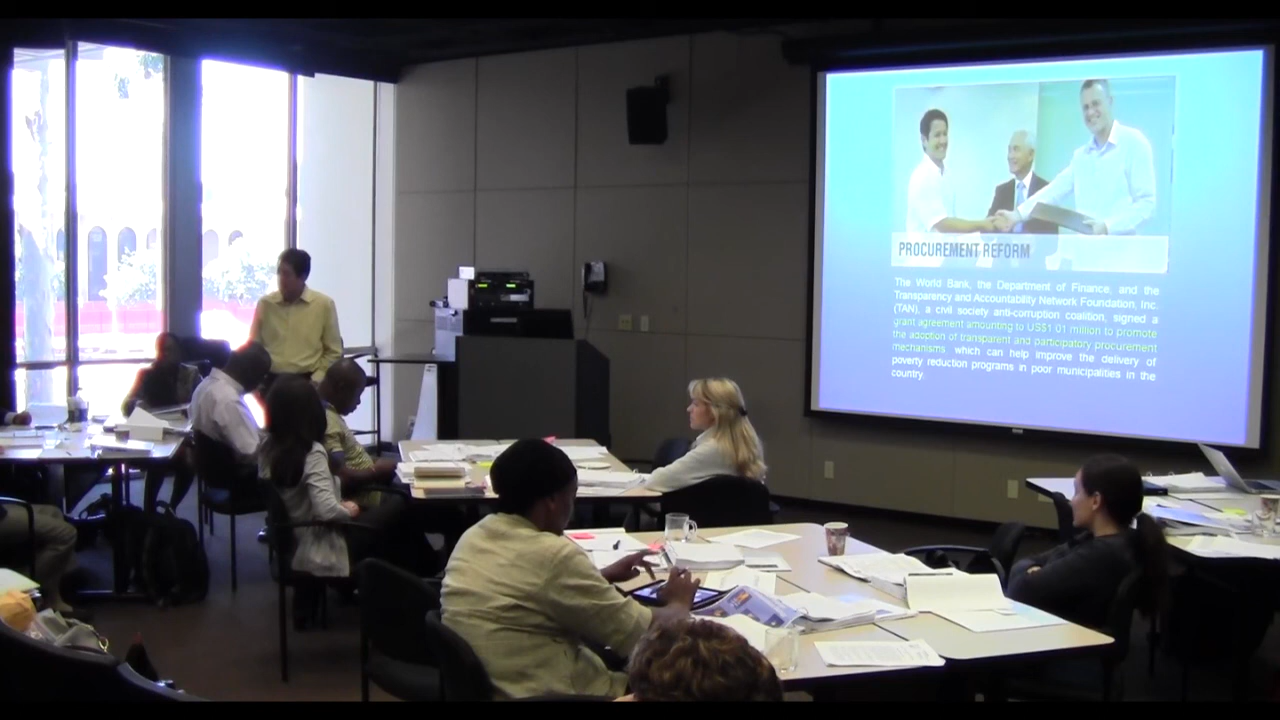 PROCUREMENT REFORM
The World Bank, the Department of Finance, and the
Transparency and Accountability Network Foundation, Inc.
(TAN), a civil society anti-corruption coalition, signed a
grant agreement amounting to US$1.01 million to promote
the adoption of transparent and participatory procurement
mechanisms which can help improve the delivery of
poverty reduction programs in poor municipalities in the
country